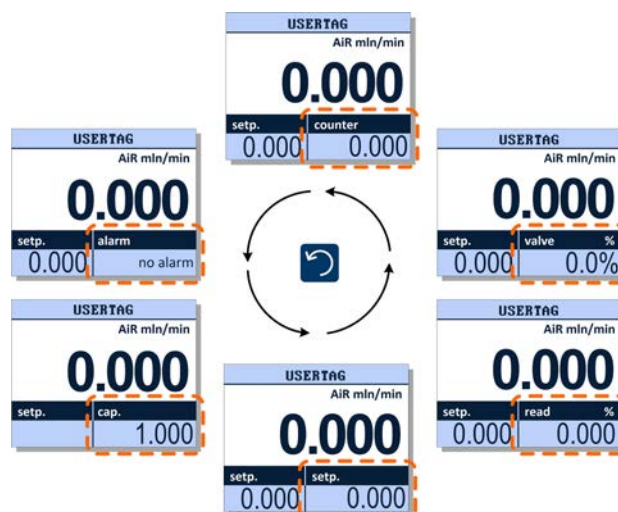 USERTAG
AiR mln/min
0.000
setp. counter
0.000 0.000
USERTAG
AiR mln/min
0.000
setp. alarm
0.000 no alarm
USERTAG
AiR mln/min
0.000
setp. valve %
0.000 0.0%
USERTAG
AiR mln/min
0.000
setp. cap.
1.000
USERTAG
AiR mln/min
0.000
setp. read %
0.000 0.000
USERTAG
AiR mln/min
0.000
setp. setp.
0.000 0.000